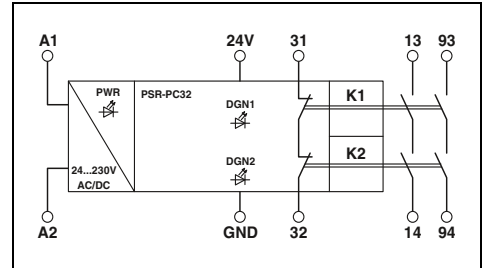 A1 24V 31 13 93
PWR PSR-PC32 K1
DGN1
K2
DGN2
24...230V
AC/DC
A2 GND 32 14 94